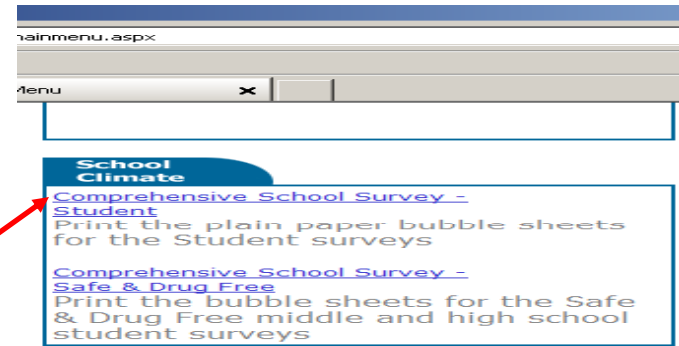 mainmenu.aspx
Menu
School
Climate
Comprehensive School Survey -
Student
Print the plain paper bubble sheets
for the Student surveys
Comprehensive School Survey -
Safe & Drug Free
Print the bubble sheets for the Safe
& Drug Free middle and high school
student surveys